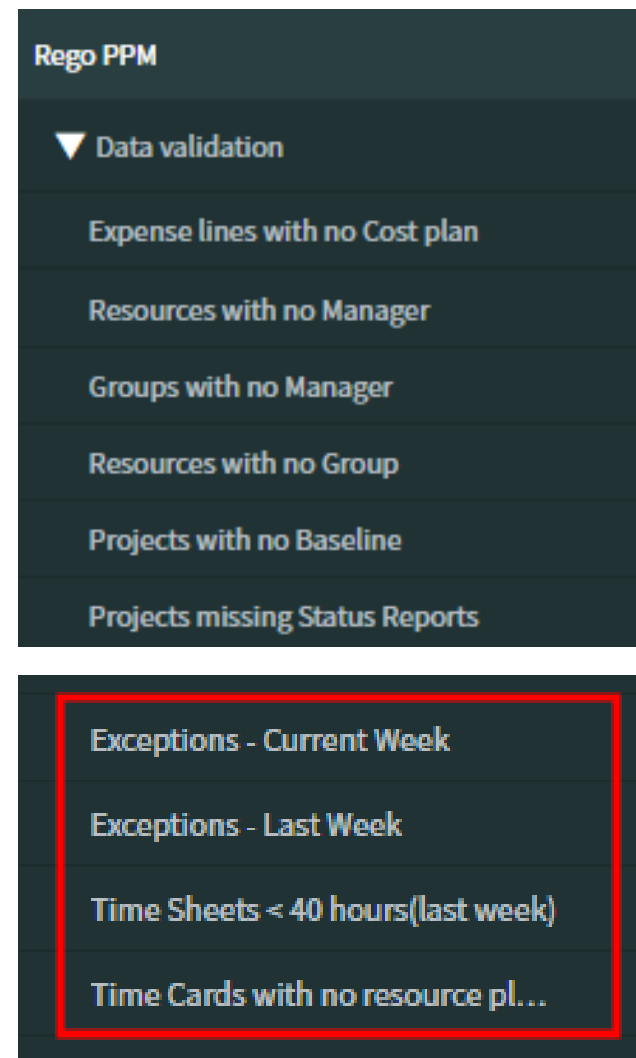 Rego PPM
Data validation
Expense lines with no Cost plan
Resources with no Manager
Groups with no Manager
Resources with no Group
Projects with no Baseline
Projects missing Status Reports
Exceptions - Current Week
Exceptions - Last Week
Time Sheets < 40 hours(last week)
Time Cards with no resource pl...